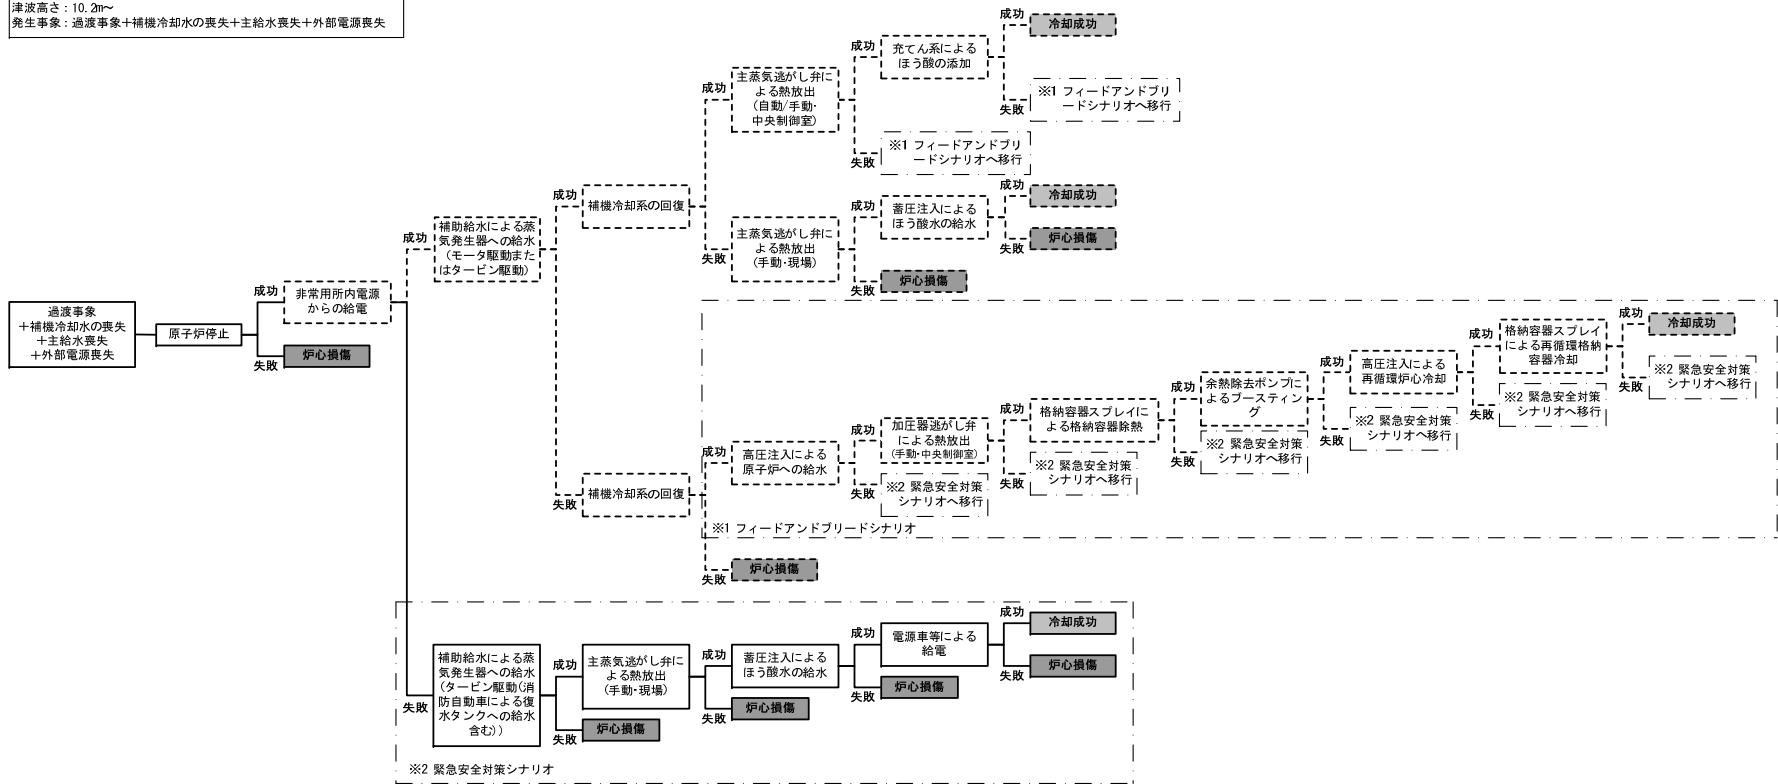 津波高さ：10.2m～
発生事象：過渡事象＋補機冷却水の喪失＋主給水喪失＋外部電源喪失
過渡事象
＋補機冷却水の喪失
＋主給水喪失
＋外部電源喪失
原子炉停止
成功
非常用所内電源
からの給電
失敗
炉心損傷
成功
補助給水による蒸
気発生器への給水
（モータ駆動また
はタービン駆動）
成功
補機冷却系の回復
成功
主蒸気逃がし弁に
よる熱放出
（自動/手動・
中央制御室）
成功
充てん系による
ほう酸の添加
成功
冷却成功
失敗
※1 フィードアンドブリ
ードシナリオへ移行
失敗
※1 フィードアンドブリ
ードシナリオへ移行
失敗
主蒸気逃がし弁に
よる熱放出
（手動・現場）
成功
蓄圧注入による
ほう酸水の給水
成功
冷却成功
失敗
炉心損傷
失敗
炉心損傷
失敗
補機冷却系の回復
成功
高圧注入による
原子炉への給水
成功
加圧器逃がし弁
による熱放出
（手動・中央制御室）
成功
格納容器スプレイに
よる格納容器除熱
成功
余熱除去ポンプに
よるブースティン
グ
成功
高圧注入による
再循環炉心冷却
成功
格納容器スプレイ
による再循環格納
容器冷却
成功
冷却成功
失敗
※2 緊急安全対策
シナリオへ移行
失敗
※2 緊急安全対策
シナリオへ移行
失敗
※2 緊急安全対策
シナリオへ移行
失敗
※2 緊急安全対策
シナリオへ移行
失敗
※2 緊急安全対策
シナリオへ移行
失敗
※2 緊急安全対策
シナリオへ移行
※1 フィードアンドブリードシナリオ
失敗
炉心損傷
失敗
補助給水による蒸
気発生器への給水
（タービン駆動（消
防自動車による復
水タンクへの給水
含む））
成功
主蒸気逃がし弁に
よる熱放出
（手動・現場）
成功
蓄圧注入による
ほう酸水の給水
成功
電源車等による
給電
成功
冷却成功
失敗
炉心損傷
失敗
炉心損傷
失敗
炉心損傷
失敗
炉心損傷
※2 緊急安全対策シナリオ